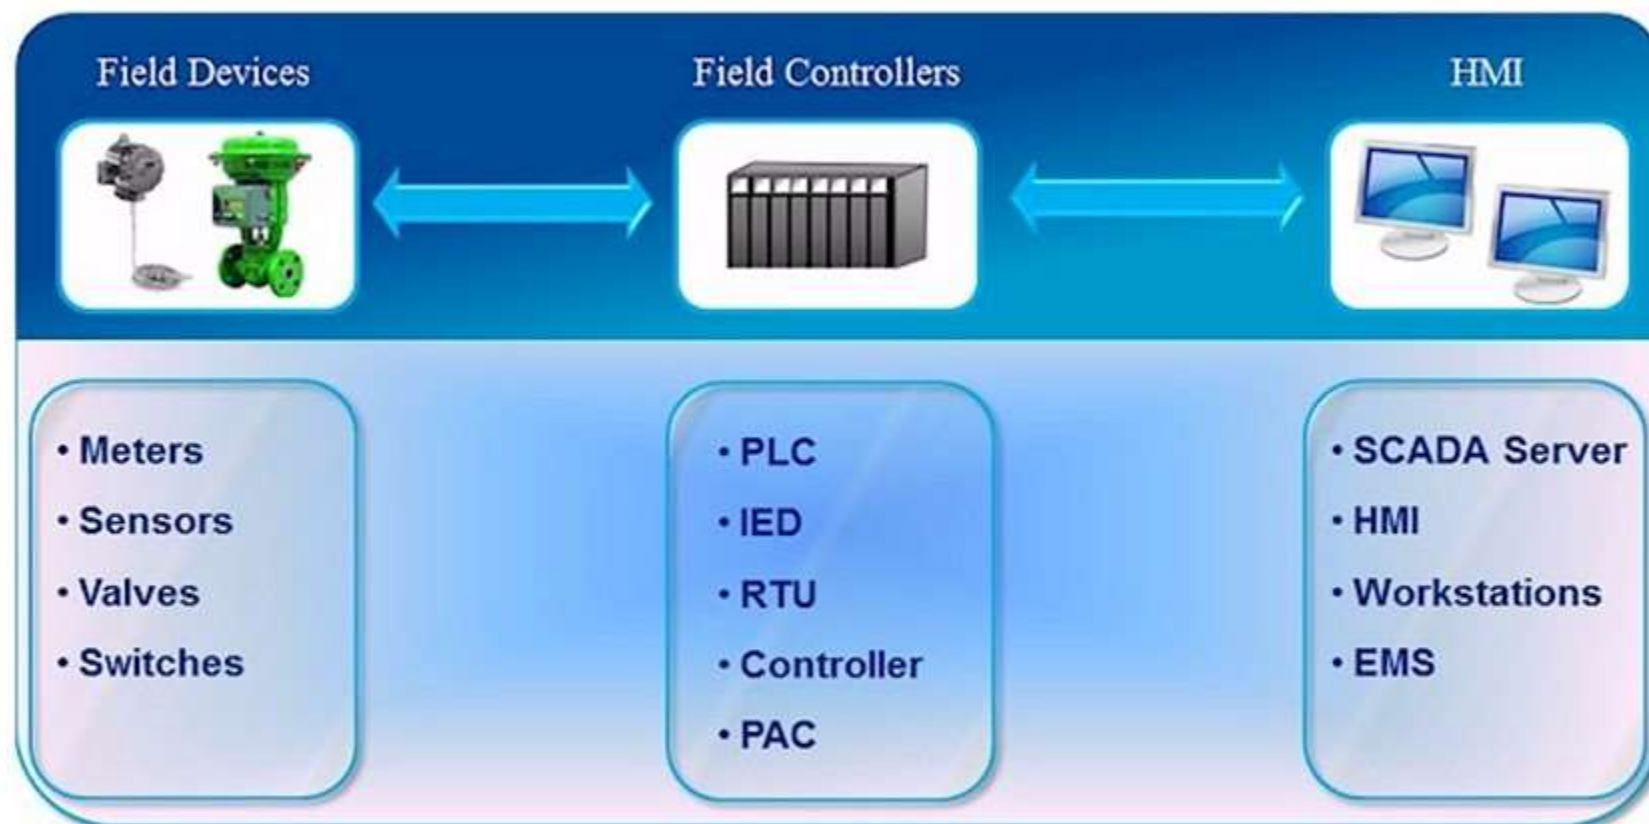 Field Devices
Field Controllers
HMI
• Meters
• Sensors
• Valves
• Switches
• PLC
• IED
• RTU
• Controller
• PAC
• SCADA Server
• HMI
• Workstations
• EMS